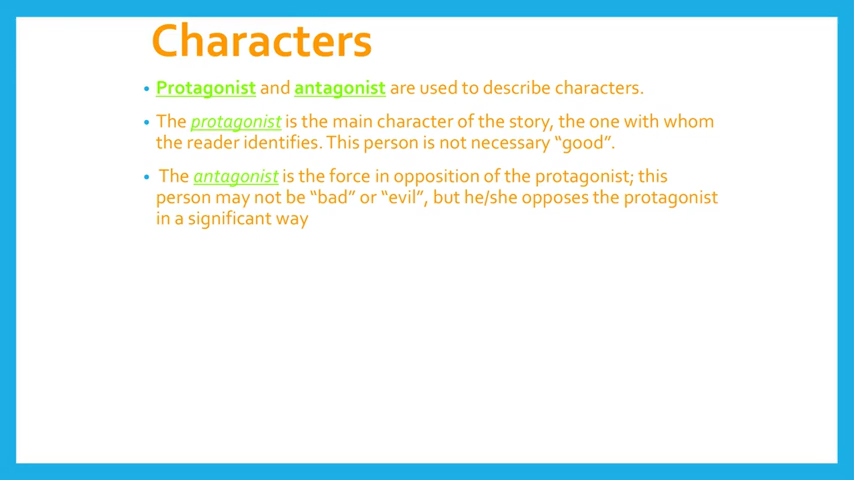 Characters
• Protagonist and antagonist are used to describe characters.
• The protagonist is the main character of the story, the one with whom
the reader identifies. This person is not necessary “good”.
• The antagonist is the force in opposition of the protagonist; this
person may not be “bad” or “evil”, but he/she opposes the protagonist
in a significant way